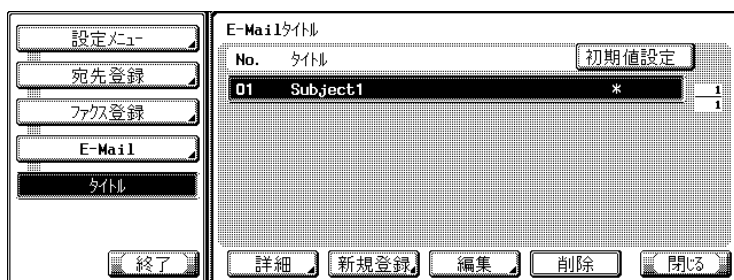 設定メニュー
宛先登録
ファクス登録
E-Mail
タイトル
終了
E-Mailタイトル
No. タイトル 初期値設定
01 Subject1 *
1
1
詳細 新規登録 編集 削除 閉じる